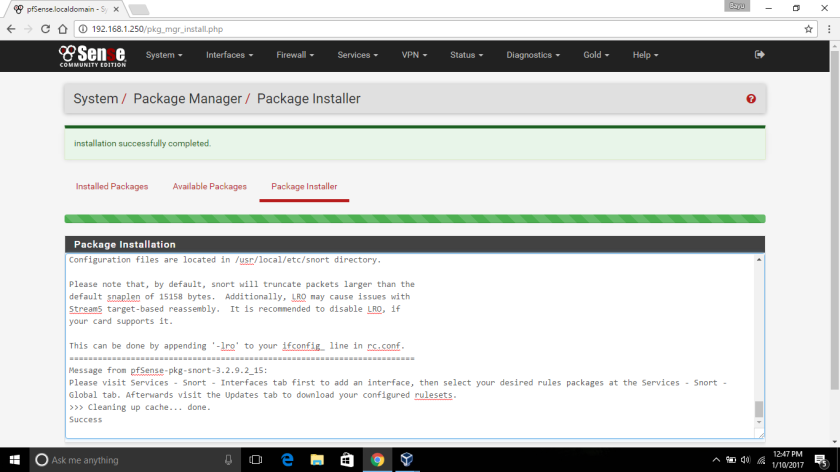 pfSense.localdomain - Sy
Bayu
192.168.1.250/pkg_mgr_install.php
Sense
COMMUNITY EDITION
System
Interfaces
Firewall
Services
VPN
Status
Diagnostics
Gold
Help
System / Package Manager / Package Installer
installation successfully completed.
Installed Packages
Available Packages
Package Installer
Package Installation
Configuration files are located in /usr/local/etc/snort directory.
Please note that, by default, snort will truncate packets larger than the
default snaplen of 15158 bytes.  Additionally, LRO may cause issues with
Stream5 target-based reassembly.  It is recommended to disable LRO, if
your card supports it.
This can be done by appending '-lro' to your ifconfig_ line in rc.conf.
=======================================================================
Message from pfSense-pkg-snort-3.2.9.2_15:
Please visit Services - Snort - Interfaces tab first to add an interface, then select your desired rules packages at the Services - Snort -
Global tab. Afterwards visit the Updates tab to download your configured rulesets.
>>> Cleaning up cache... done.
Success
Ask me anything
12:47 PM
1/10/2017
5